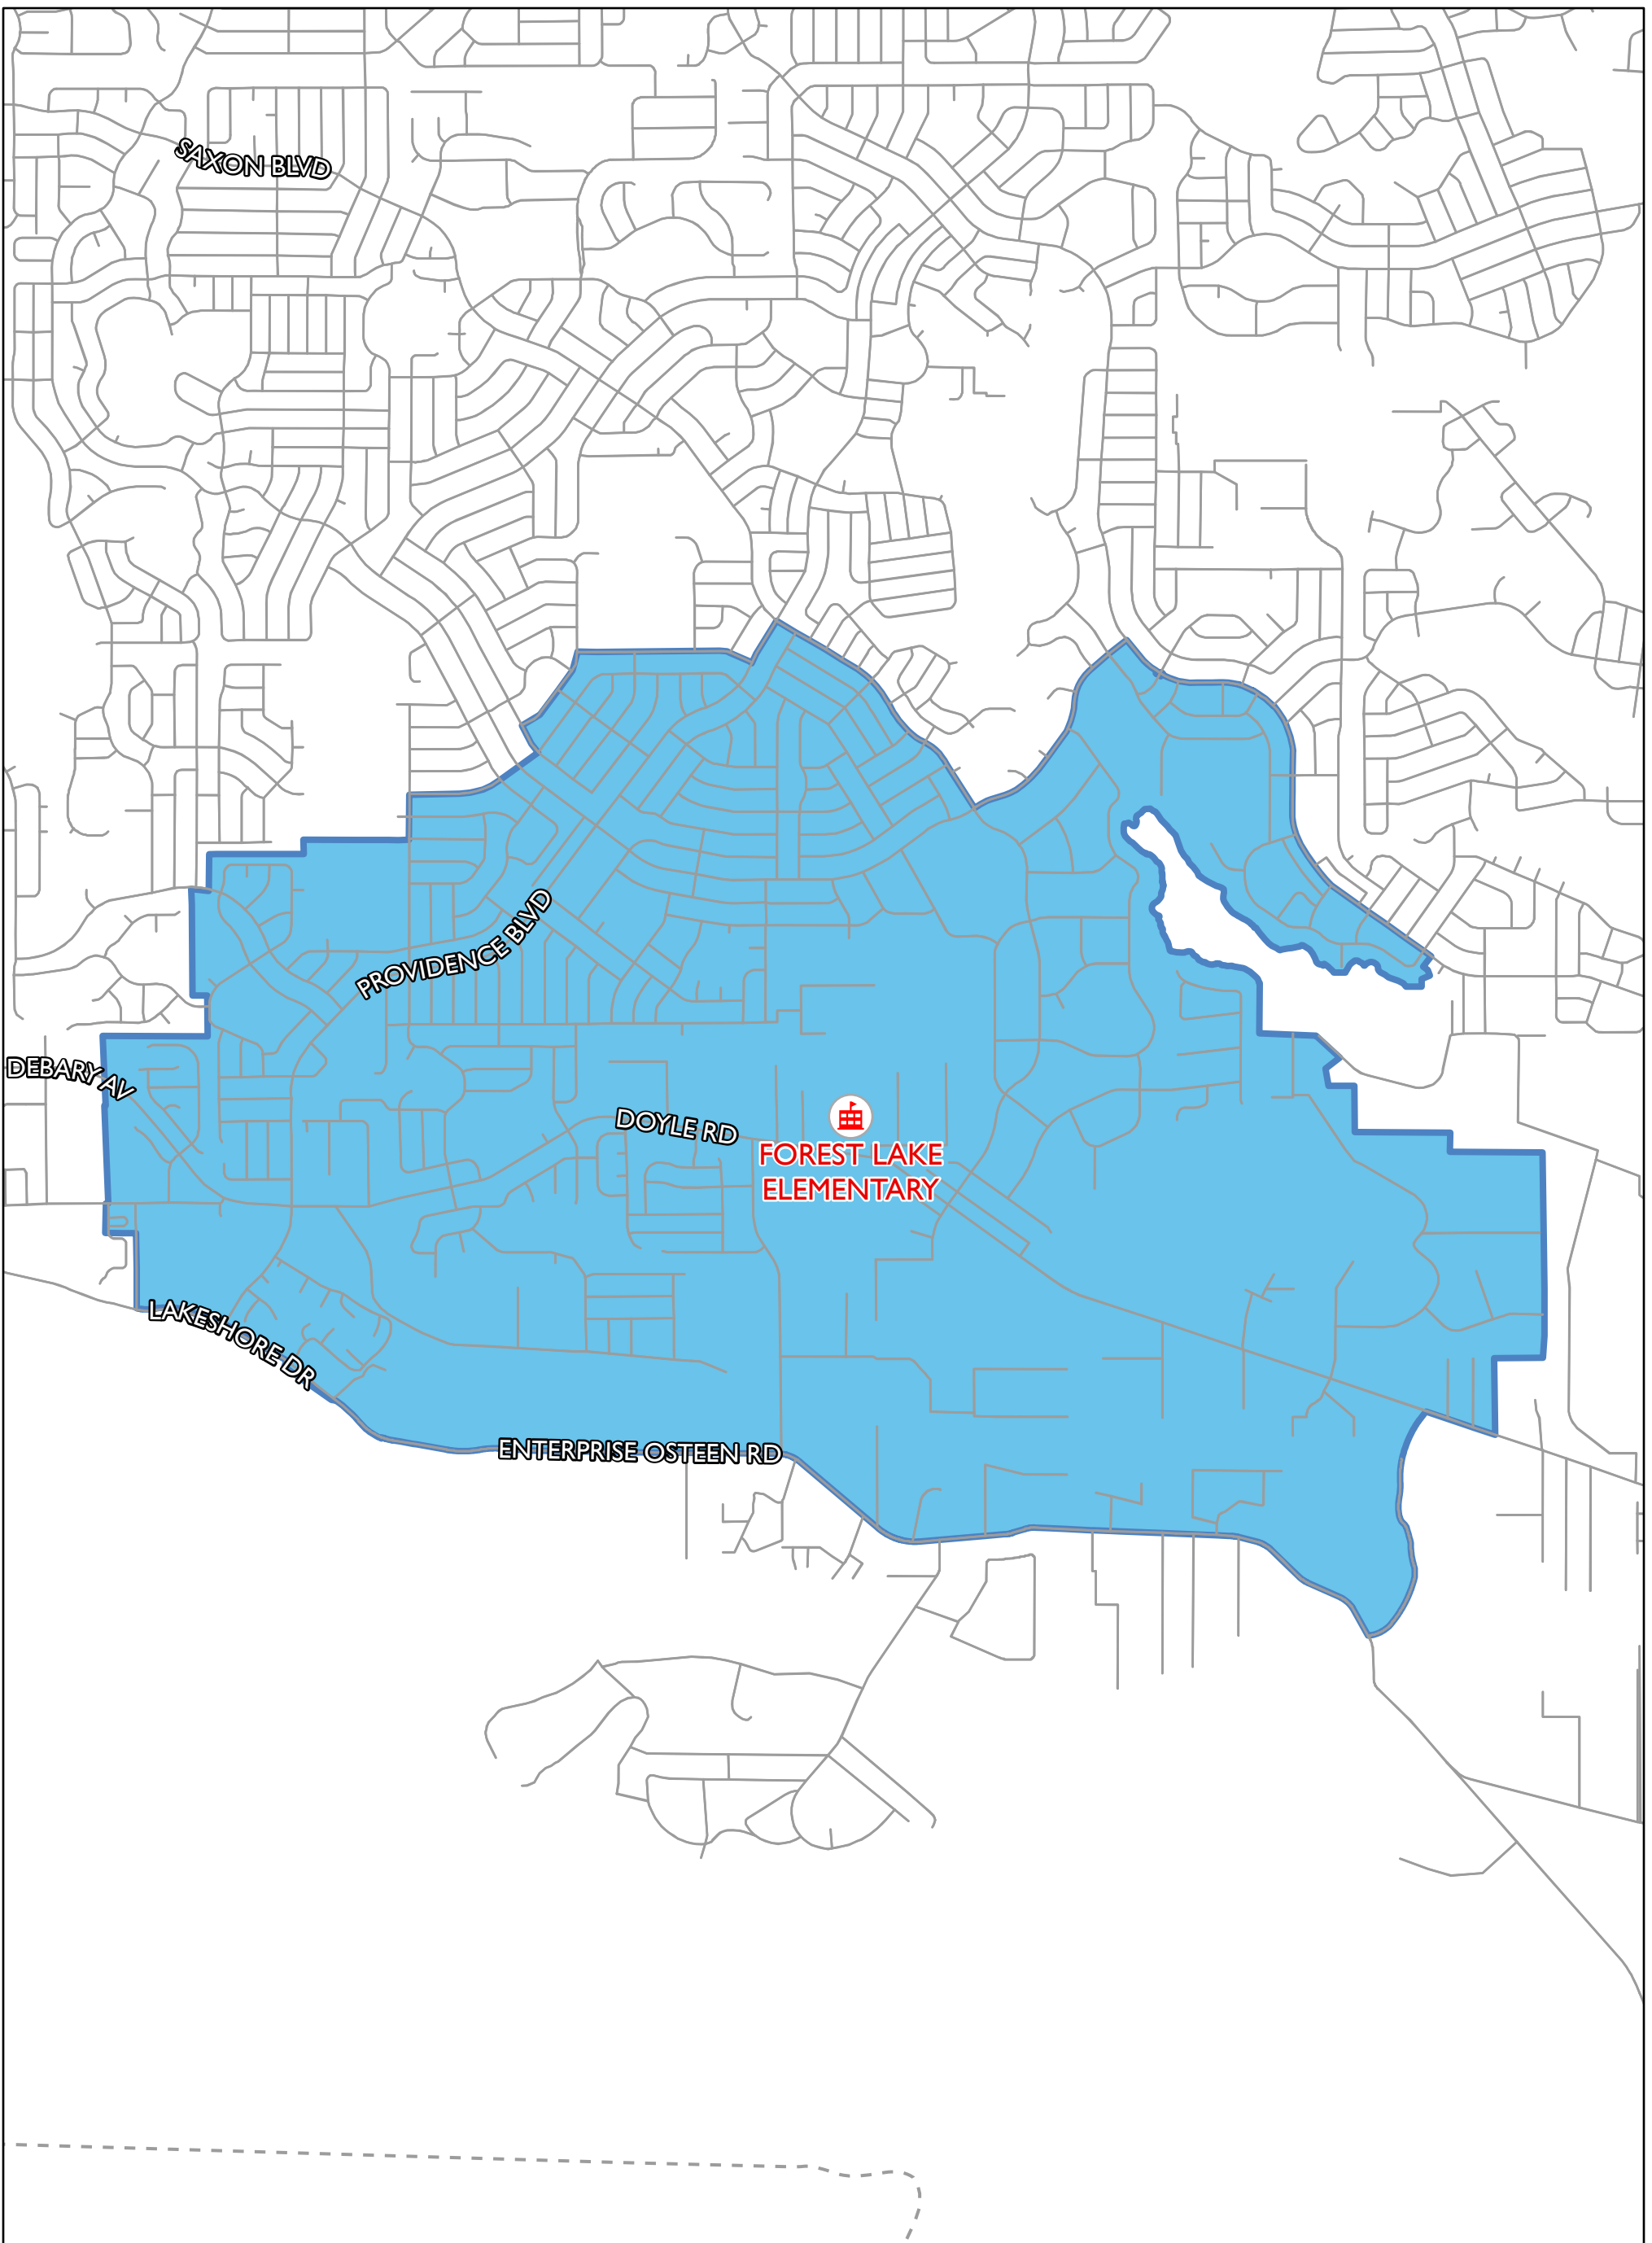 SAXON BLVD
PROVIDENCE BLVD
DEBARY AV
DOYLE RD
FOREST LAKE
ELEMENTARY
LAKESHORE DR
ENTERPRISE OSTEEN RD